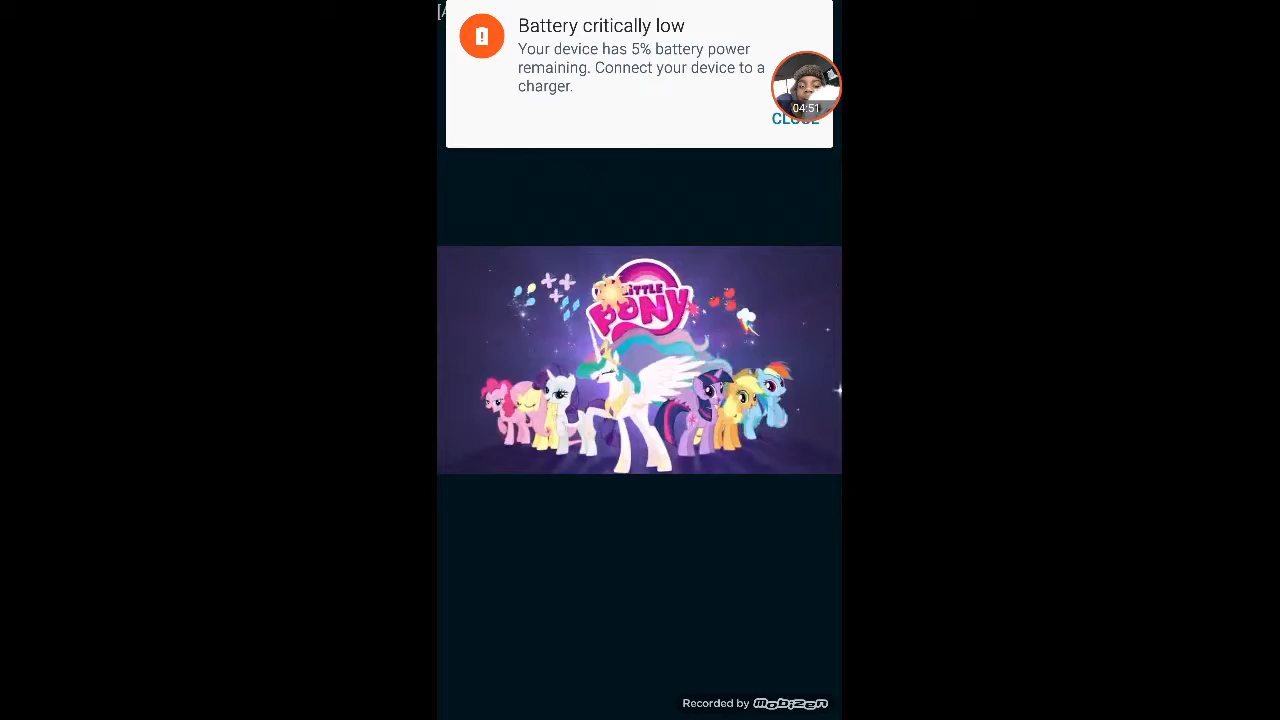 [A
Battery critically low
Your device has 5% battery power
remaining. Connect your device to a
charger.
04:51
CLOSE
LITTLE
PONY
Recorded by mobizen